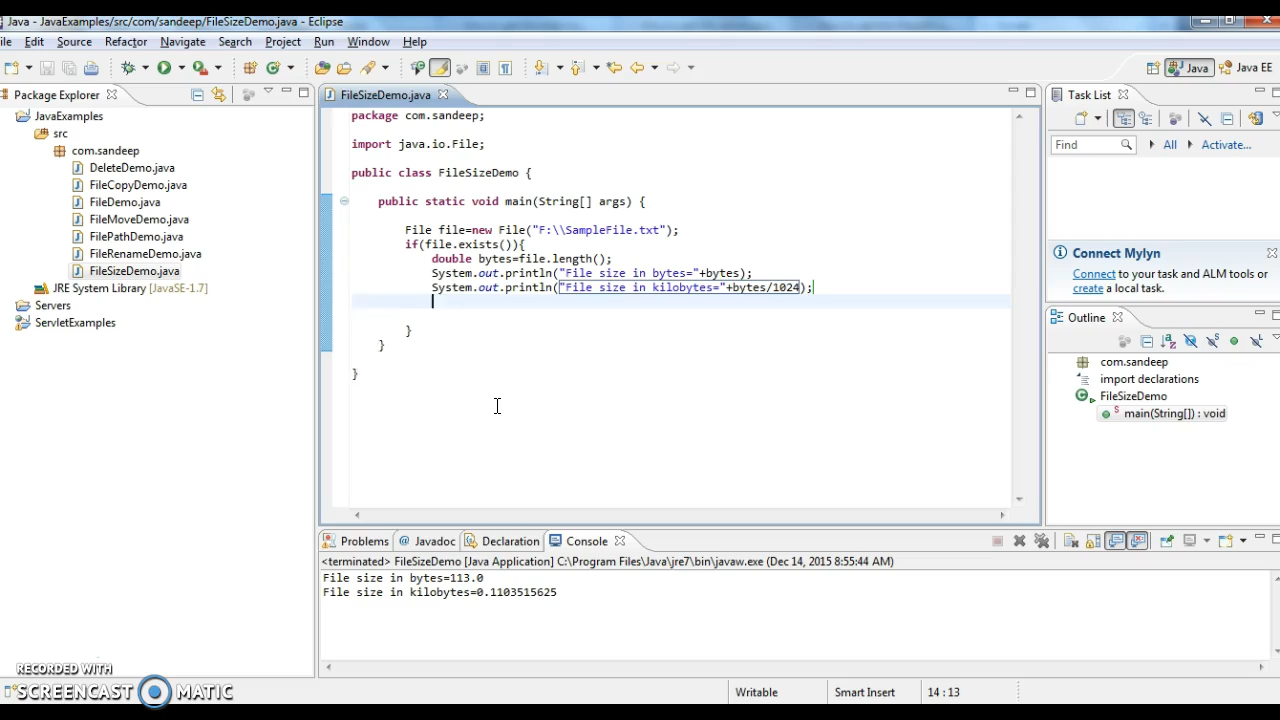 Java - JavaExamples/src/com/sandeep/FileSizeDemo.java - Eclipse
ile Edit Source Refactor Navigate Search Project Run Window Help
Java Java EE
Package Explorer
JavaExamples
src
com.sandeep
DeleteDemo.java
FileCopyDemo.java
FileDemo.java
FileMoveDemo.java
FilePathDemo.java
FileRenameDemo.java
FileSizeDemo.java
JRE System Library [JavaSE-1.7]
Servers
ServletExamples
FileSizeDemo.java
package com.sandeep;
import java.io.File;
public class FileSizeDemo {
public static void main(String[] args) {
File file=new File("F:\\SampleFile.txt");
if(file.exists()){
double bytes=file.length();
System.out.println("File size in bytes="+bytes);
System.out.println("File size in kilobytes="+bytes/1024);
}
}
}
Task List
Find All Activate...
Connect Mylyn
Connect to your task and ALM tools or
create a local task.
Outline
com.sandeep
import declarations
FileSizeDemo
main(String[]) : void
Problems @ Javadoc Declaration Console
<terminated> FileSizeDemo [Java Application] C:\Program Files\Java\jre7\bin\javaw.exe (Dec 14, 2015 8:55:44 AM)
File size in bytes=113.0
File size in kilobytes=0.1103515625
RECORDED WITH
SCREENCAST MATIC
Writable Smart Insert 14 : 13